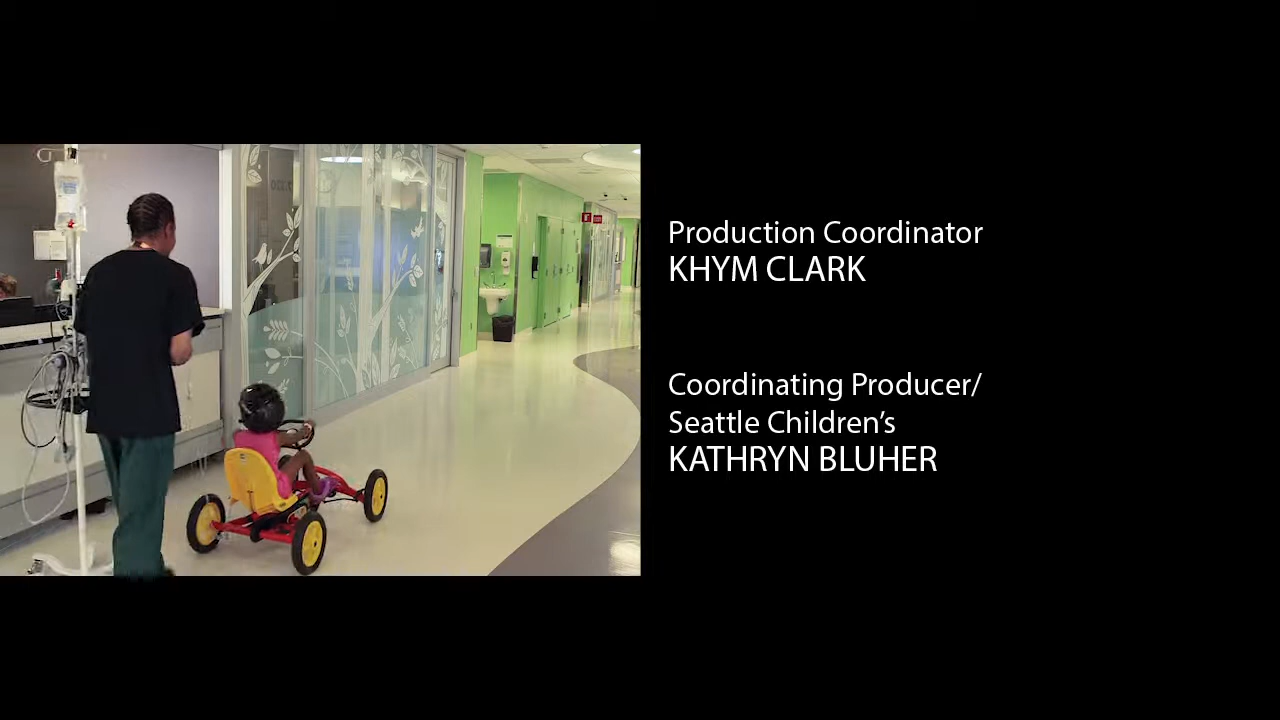 Production Coordinator
KHYM CLARK
Coordinating Producer/
Seattle Children’s
KATHRYN BLUHER